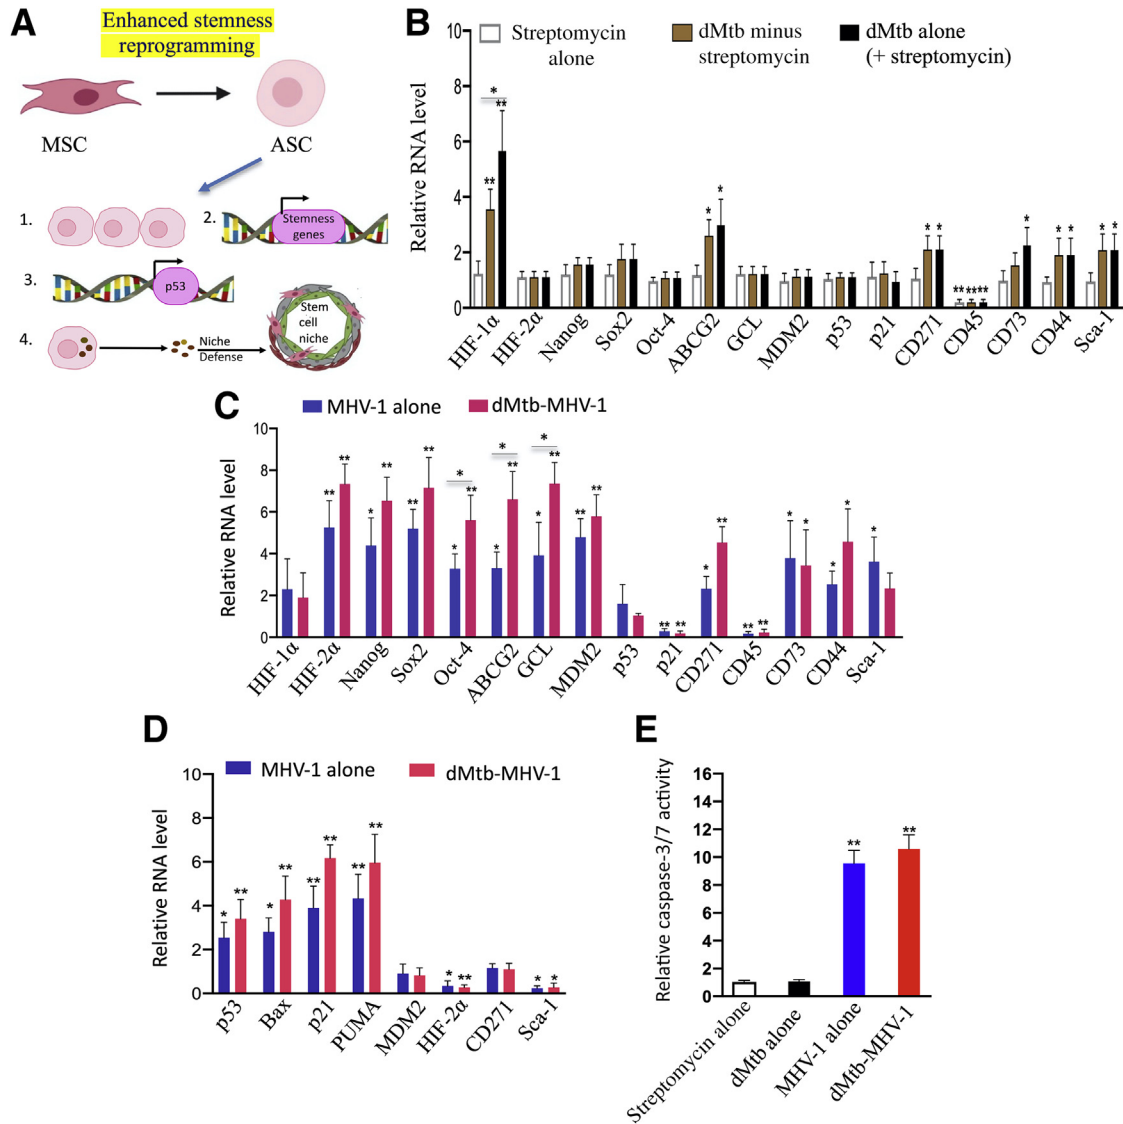 A
Enhanced stemness
reprogramming
MSC
ASC
1.
2.
Stemness
genes
3.
p53
4.
Niche
Defense
Stem
cell
niche
B
Streptomycin
alone
dMtb minus
streptomycin
dMtb alone
(+ streptomycin)
Relative RNA level
10
8
6
4
2
0
*
**
**
*
*
*
*
**
**
**
*
*
*
*
*
HIF-1α
HIF-2α
Nanog
Sox2
Oct-4
ABCG2
GCL
MDM2
p53
p21
CD271
CD45
CD73
CD44
Sca-1
C
MHV-1 alone
dMtb-MHV-1
Relative RNA level
10
8
6
4
2
0
**
**
*
**
**
**
*
*
**
*
*
**
*
*
**
**
**
**
**
*
**
**
**
*
*
*
*
*
HIF-1α
HIF-2α
Nanog
Sox2
Oct-4
ABCG2
GCL
MDM2
p53
p21
CD271
CD45
CD73
CD44
Sca-1
D
MHV-1 alone
dMtb-MHV-1
Relative RNA level
10
8
6
4
2
0
*
**
*
**
**
**
**
**
*
**
*
*
p53
Bax
p21
PUMA
MDM2
HIF-2α
CD271
Sca-1
E
Relative caspase-3/7 activity
16
14
12
10
8
6
4
2
0
**
**
Streptomycin alone
dMtb alone
MHV-1 alone
dMtb-MHV-1